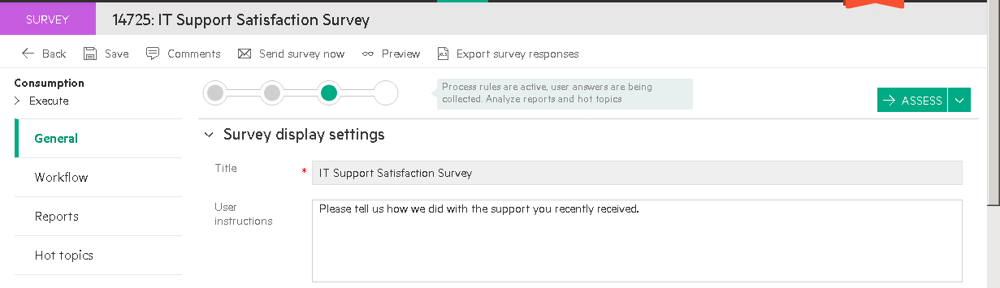 SURVEY
14725: IT Support Satisfaction Survey
Back
Save
Comments
Send survey now
Preview
XLS
Export survey responses
Consumption
Execute
Process rules are active, user answers are being
collected. Analyze reports and hot topics
ASSESS
General
Workflow
Reports
Hot topics
Survey display settings
Title
* IT Support Satisfaction Survey
User
instructions
Please tell us how we did with the support you recently received.